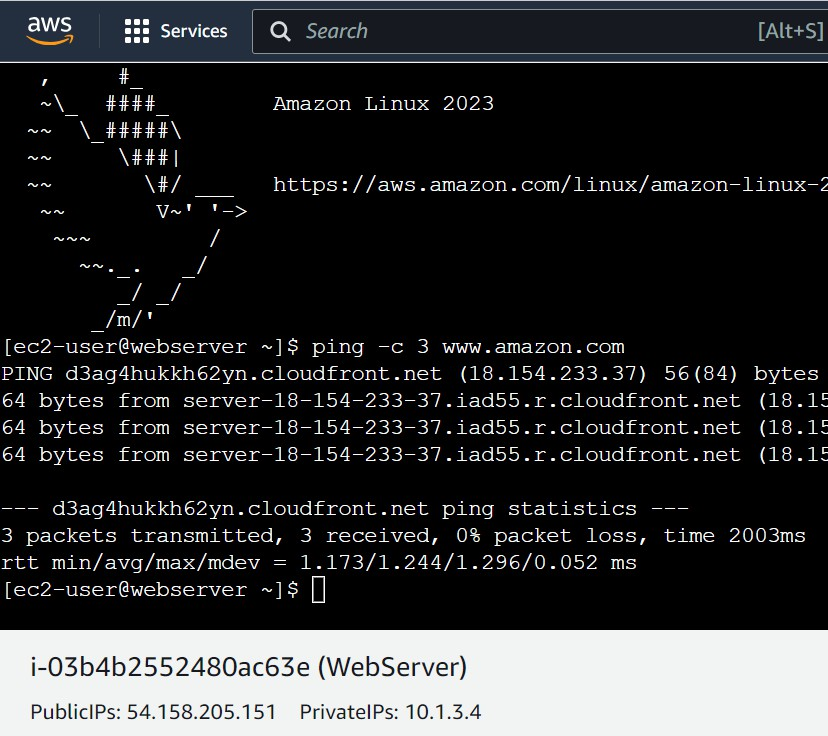 aws Services Search [Alt+S]
   ,     #_
   ~\_  ####_        Amazon Linux 2023
  ~~  \_#####\
  ~~     \###|
  ~~       \#/ ___   https://aws.amazon.com/linux/amazon-linux-2
   ~~       V~' '->
    ~~~         /
      ~~._.   _/
         _/ _/
       _/m/'
[ec2-user@webserver ~]$ ping -c 3 www.amazon.com
PING d3ag4hukkh62yn.cloudfront.net (18.154.233.37) 56(84) bytes
64 bytes from server-18-154-233-37.iad55.r.cloudfront.net (18.15
64 bytes from server-18-154-233-37.iad55.r.cloudfront.net (18.15
64 bytes from server-18-154-233-37.iad55.r.cloudfront.net (18.15
--- d3ag4hukkh62yn.cloudfront.net ping statistics ---
3 packets transmitted, 3 received, 0% packet loss, time 2003ms
rtt min/avg/max/mdev = 1.173/1.244/1.296/0.052 ms
[ec2-user@webserver ~]$
i-03b4b2552480ac63e (WebServer)
PublicIPs: 54.158.205.151 PrivateIPs: 10.1.3.4